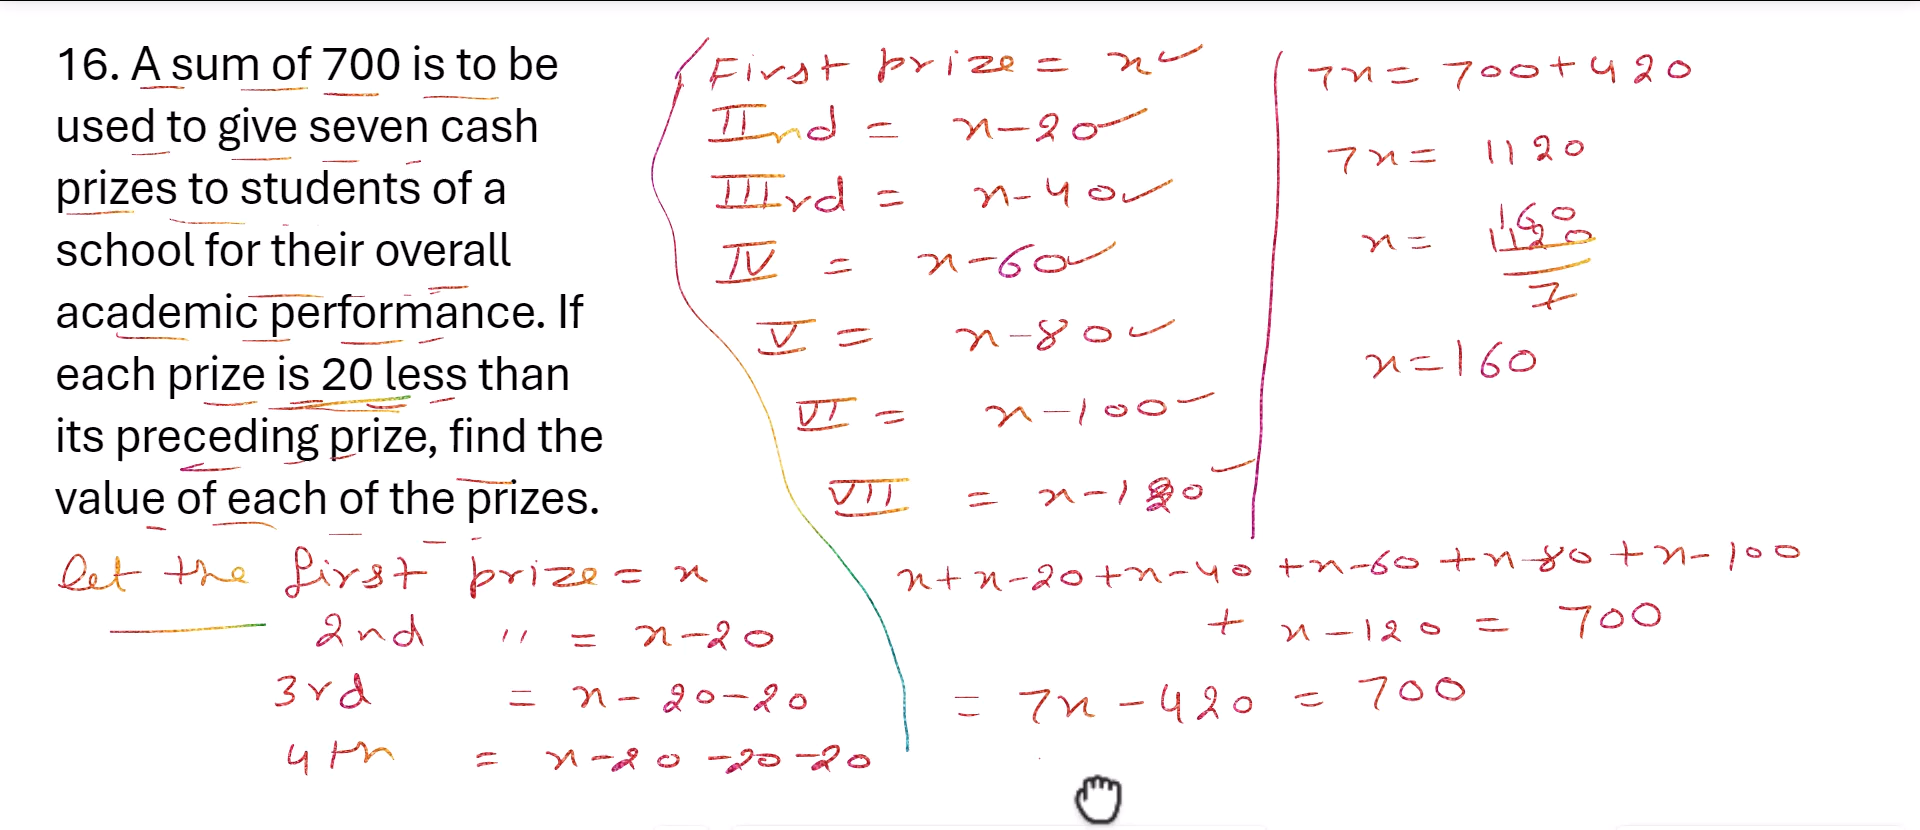 16. A sum of 700 is to be
used to give seven cash
prizes to students of a
school for their overall
academic performance. If
each prize is 20 less than
its preceding prize, find the
value of each of the prizes.
let the first prize = x
2nd " = x-20
3rd = x-20-20
4th = x-20-20-20
First prize = x
IInd = x-20
IIIrd = x-40
IV = x-60
V = x-80
VI = x-100
VII = x-120
x+x-20+x-40+x-60+x-80+x-100
+ x-120 = 700
= 7x-420 = 700
7x = 700+420
7x = 1120
160
x = 1120
7
x=160